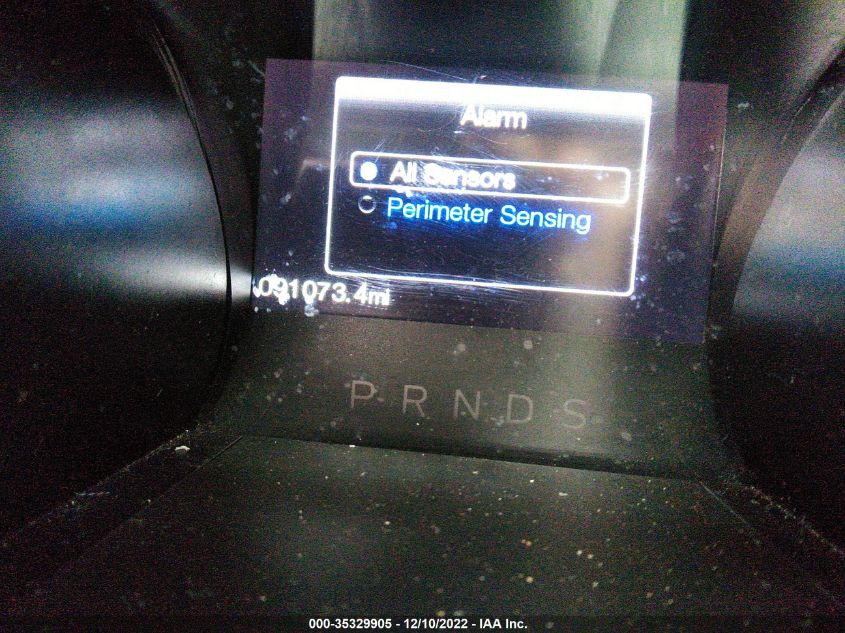 Alarm
All Sensors
Perimeter Sensing
091073.4mi
P R N D S
000-35329905 - 12/10/2022 - IAA Inc.